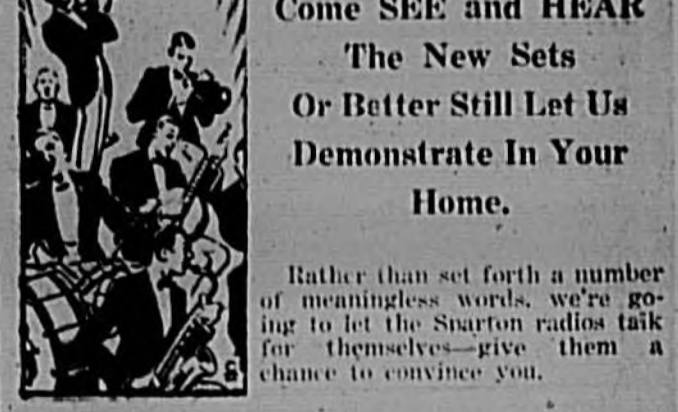 Come SEE and HEAR
The New Sets
Or Better Still Let Us
Demonstrate In Your
Home.
Rather than set forth a number
of meaningless words, we're go-
ing to let the Sparton radios talk
for themselves—give them a
chance to convince you.